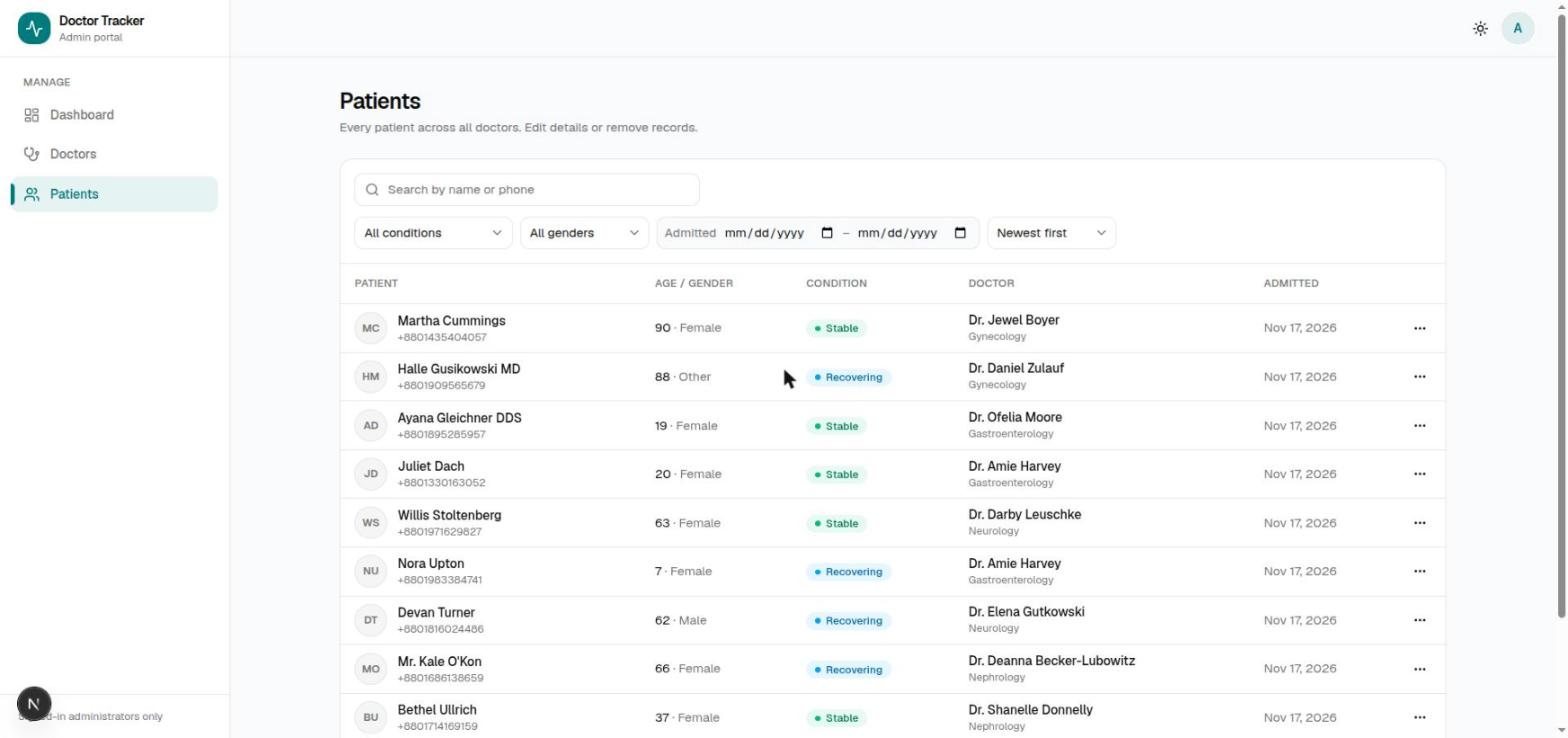 Doctor Tracker
Admin portal
A
MANAGE
Dashboard
Doctors
Patients
Patients
Every patient across all doctors. Edit details or remove records.
Search by name or phone
All conditions All genders Admitted mm/dd/yyyy – mm/dd/yyyy Newest first
PATIENT AGE / GENDER CONDITION DOCTOR ADMITTED
MC Martha Cummings 90 · Female Stable Dr. Jewel Boyer Nov 17, 2026
+8801435404057 Gynecology
HM Halle Gusikowski MD 88 · Other Recovering Dr. Daniel Zulauf Nov 17, 2026
+8801909565679 Gynecology
AD Ayana Gleichner DDS 19 · Female Stable Dr. Ofelia Moore Nov 17, 2026
+8801895285957 Gastroenterology
JD Juliet Dach 20 · Female Stable Dr. Amie Harvey Nov 17, 2026
+8801330163052 Gastroenterology
WS Willis Stoltenberg 63 · Female Stable Dr. Darby Leuschke Nov 17, 2026
+8801971629827 Neurology
NU Nora Upton 7 · Female Recovering Dr. Amie Harvey Nov 17, 2026
+8801983384741 Gastroenterology
DT Devan Turner 62 · Male Recovering Dr. Elena Gutkowski Nov 17, 2026
+8801816024486 Neurology
MO Mr. Kale O'Kon 66 · Female Recovering Dr. Deanna Becker-Lubowitz Nov 17, 2026
+8801686138659 Nephrology
BU Bethel Ullrich 37 · Female Stable Dr. Shanelle Donnelly Nov 17, 2026
+8801714169159 Nephrology
N
administrators only